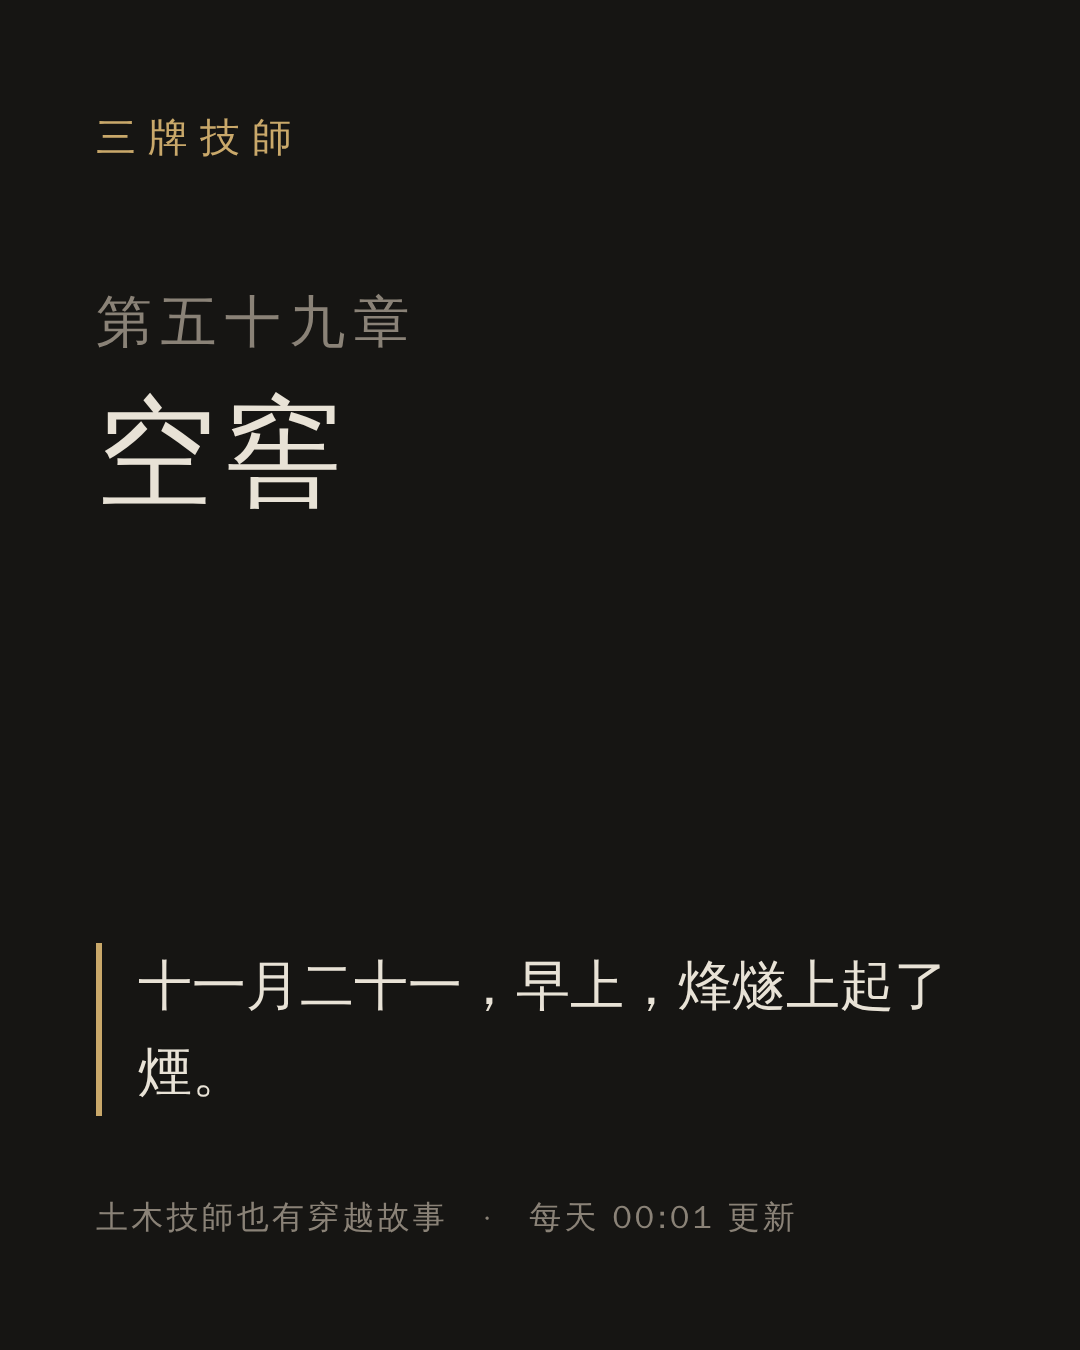 三牌技師
第五十九章
空窖
十一月二十一，早上，烽燧上起了
煙。
土木技師也有穿越故事 · 每天 00:01 更新